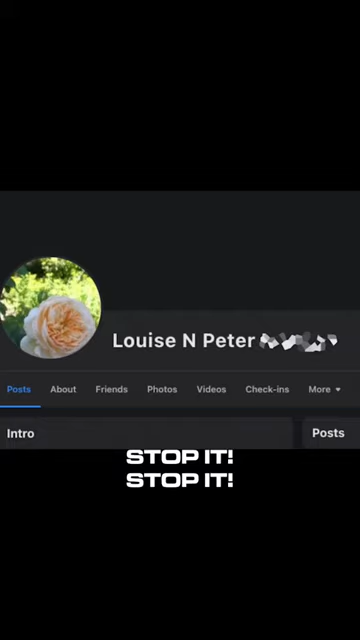 Louise N Peter
Posts About Friends Photos Videos Check-ins More
Intro
Posts
STOP IT!
STOP IT!